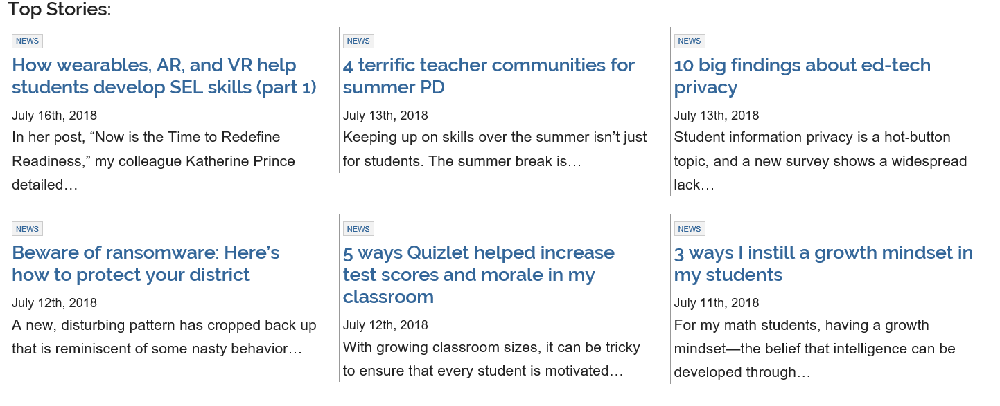 Top Stories:
NEWS
How wearables, AR, and VR help
students develop SEL skills (part 1)
July 16th, 2018
In her post, “Now is the Time to Redefine
Readiness,” my colleague Katherine Prince
detailed…
NEWS
4 terrific teacher communities for
summer PD
July 13th, 2018
Keeping up on skills over the summer isn’t just
for students. The summer break is…
NEWS
10 big findings about ed-tech
privacy
July 13th, 2018
Student information privacy is a hot-button
topic, and a new survey shows a widespread
lack…
NEWS
Beware of ransomware: Here’s
how to protect your district
July 12th, 2018
A new, disturbing pattern has cropped back up
that is reminiscent of some nasty behavior…
NEWS
5 ways Quizlet helped increase
test scores and morale in my
classroom
July 12th, 2018
With growing classroom sizes, it can be tricky
to ensure that every student is motivated…
NEWS
3 ways I instill a growth mindset in
my students
July 11th, 2018
For my math students, having a growth
mindset—the belief that intelligence can be
developed through…